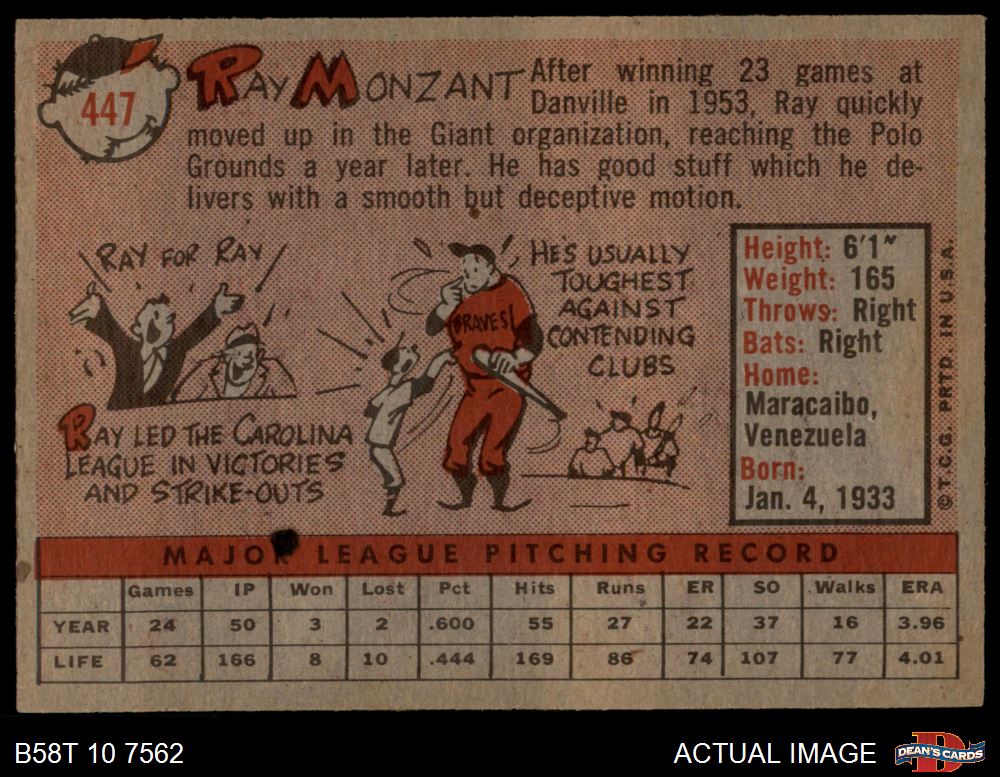 447
RAY MONZANT
After winning 23 games at
Danville in 1953, Ray quickly
moved up in the Giant organization, reaching the Polo
Grounds a year later. He has good stuff which he de-
livers with a smooth but deceptive motion.
RAY FOR RAY
RAY LED THE CAROLINA
LEAGUE IN VICTORIES
AND STRIKE-OUTS
BRAVES
HE'S USUALLY
TOUGHEST
AGAINST
CONTENDING
CLUBS
Height: 6'1"
Weight: 165
Throws: Right
Bats: Right
Home:
Maracaibo,
Venezuela
Born:
Jan. 4, 1933
© T.C.G. PRTD. IN U.S.A.
MAJOR LEAGUE PITCHING RECORD
Games IP Won Lost Pct Hits Runs ER SO Walks ERA
YEAR 24 50 3 2 .600 55 27 22 37 16 3.96
LIFE 62 166 8 10 .444 169 86 74 107 77 4.01
B58T 10 7562
ACTUAL IMAGE
DEAN'S CARDS